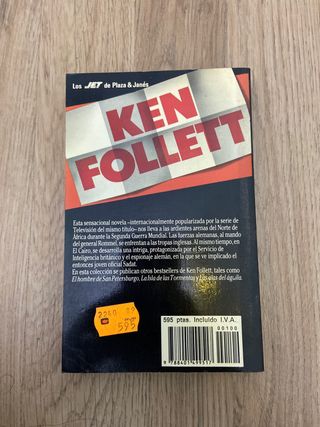 Los JET de Plaza & Janés
KEN
FOLLETT
Esta sensacional novela –internacionalmente popularizada por la serie de
Televisión del mismo título– nos lleva a las ardientes arenas del Norte de
África durante la Segunda Guerra Mundial. Las fuerzas alemanas, al mando
del general Rommel, se enfrentan a las tropas inglesas. Al mismo tiempo, en
El Cairo, se desarrolla una intriga, protagonizada por el Servicio de
Inteligencia británico y el espionaje alemán, en la que se ve implicado el
entonces joven oficial Sadat.
En esta colección se publican otros bestsellers de Ken Follett, tales como
El hombre de San Petersburgo, La Isla de las Tormentas y Las alas del águila.
595 ptas. Incluido I.V.A.
00100
9 788401 499517
595